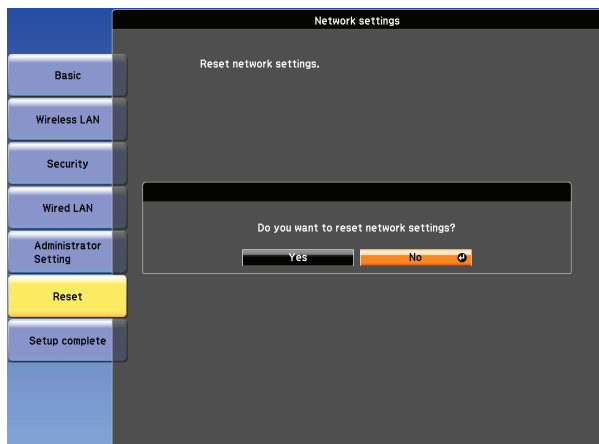 Network settings
Reset network settings.
Basic
Wireless LAN
Security
Wired LAN
Administrator
Setting
Reset
Setup complete
Do you want to reset network settings?
Yes
No